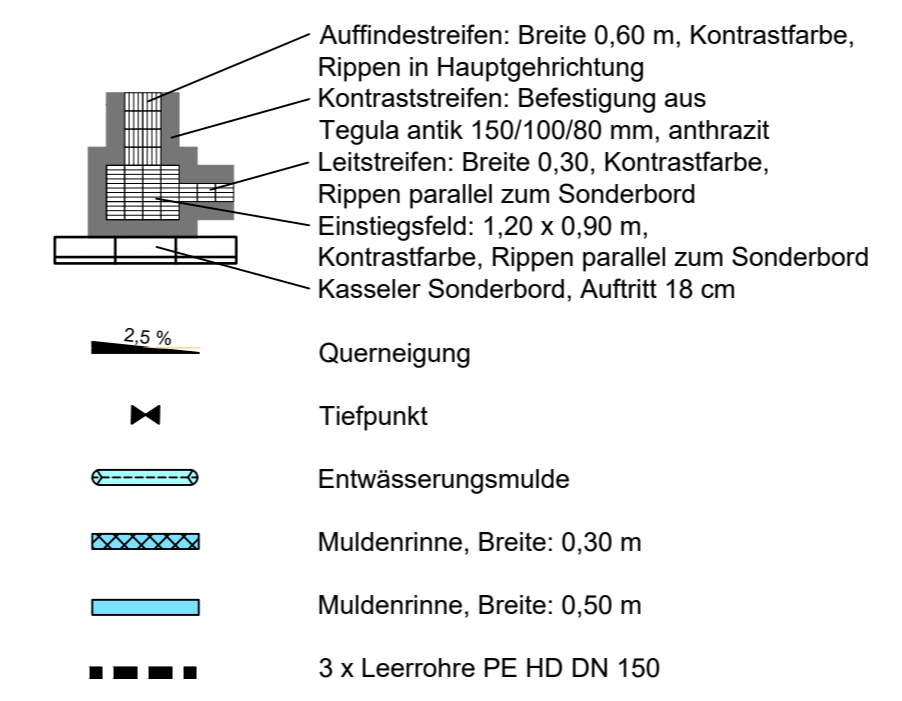 Auffindestreifen: Breite 0,60 m, Kontrastfarbe,
Rippen in Hauptgehrichtung
Kontraststreifen: Befestigung aus
Tegula antik 150/100/80 mm, anthrazit
Leitstreifen: Breite 0,30, Kontrastfarbe,
Rippen parallel zum Sonderbord
Einstiegsfeld: 1,20 x 0,90 m,
Kontrastfarbe, Rippen parallel zum Sonderbord
Kasseler Sonderbord, Auftritt 18 cm
2,5 %
Querneigung
Tiefpunkt
Entwässerungsmulde
Muldenrinne, Breite: 0,30 m
Muldenrinne, Breite: 0,50 m
3 x Leerrohre PE HD DN 150